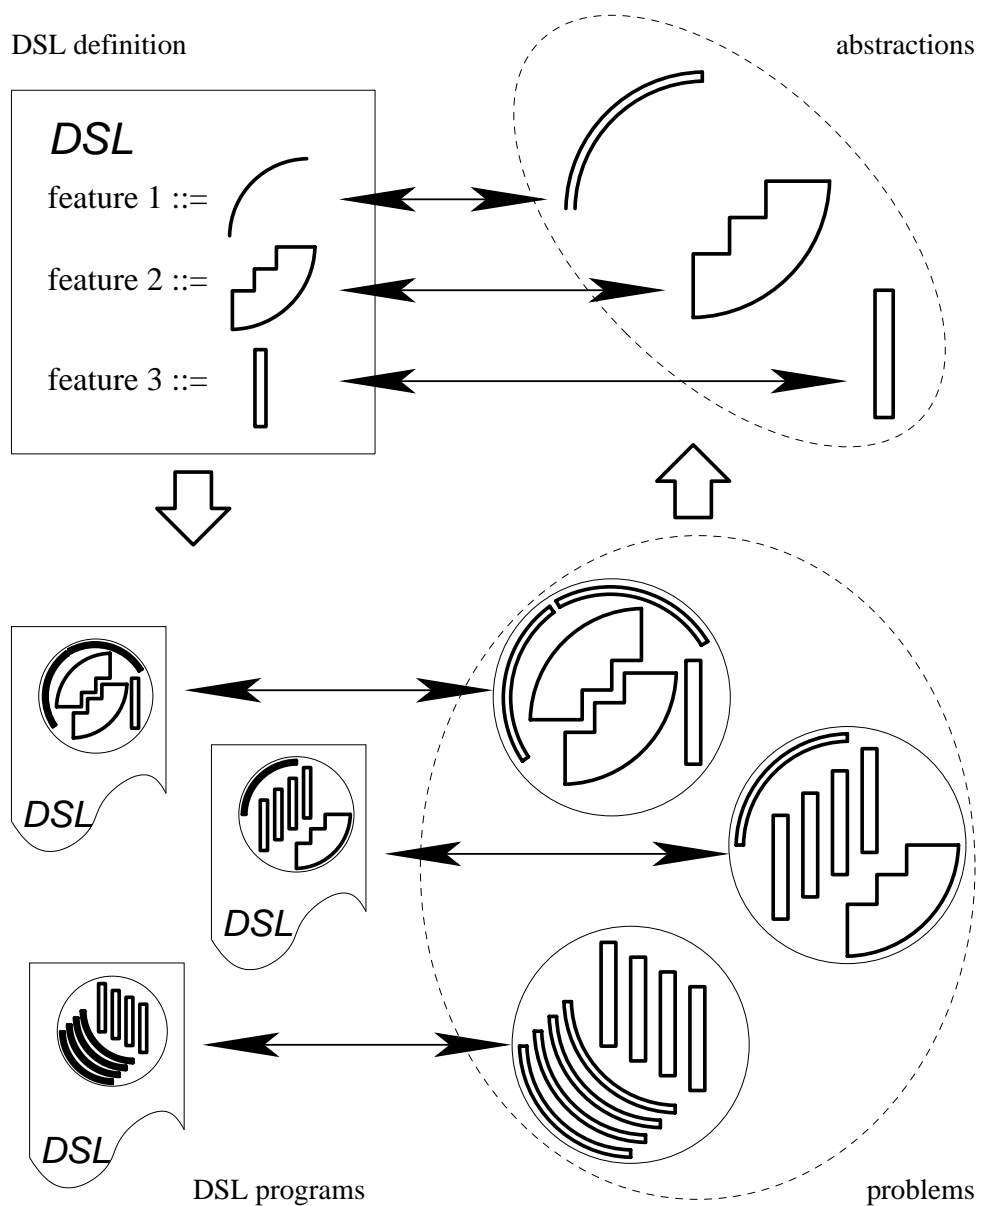 DSL definition
abstractions
DSL
feature 1 ::=
feature 2 ::=
feature 3 ::=
DSL
DSL
DSL
DSL programs
problems